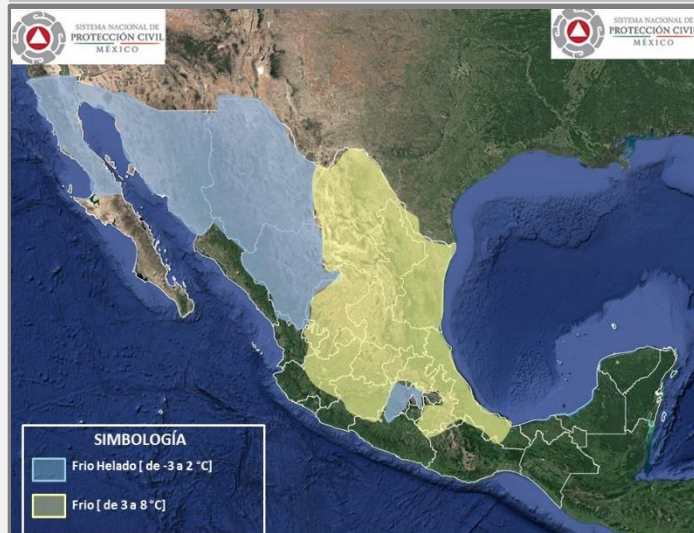 SISTEMA NACIONAL DE
PROTECCIÓN CIVIL
MÉXICO
SISTEMA NACIONAL DE
PROTECCIÓN CIVIL
MÉXICO
SIMBOLOGÍA
Frio Helado [ de -3 a 2 °C]
Frio [ de 3 a 8 °C]